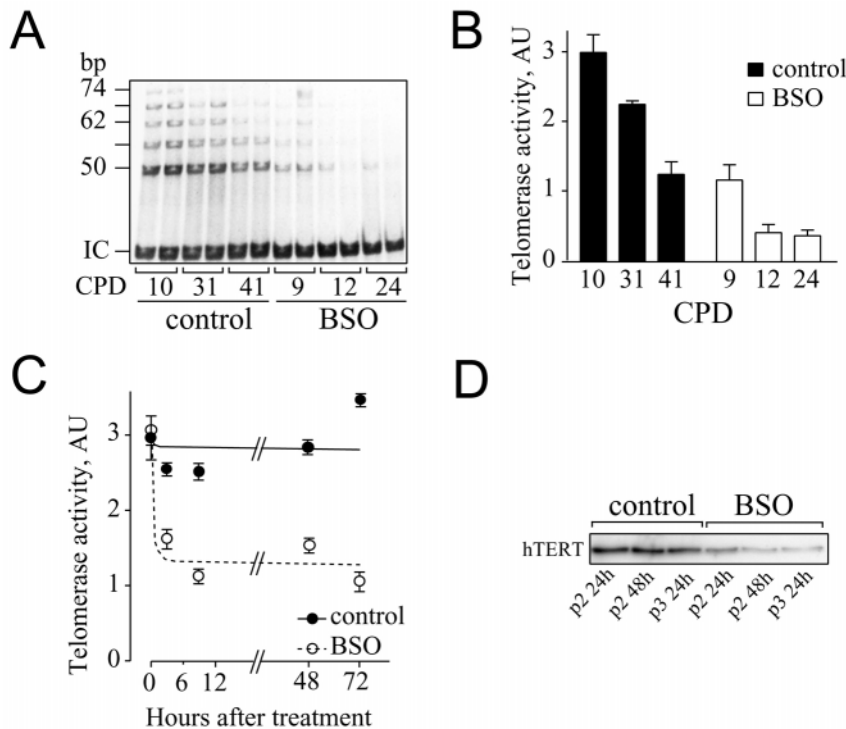 A
bp
74
62
50
IC
CPD 10 31 41 9 12 24
control BSO
B
Telomerase activity, AU
3
2
1
0
control
BSO
10 31 41 9 12 24
CPD
C
Telomerase activity, AU
3
2
1
0
control
BSO
0 6 12 48 72
Hours after treatment
D
control BSO
hTERT
p2 24h p2 48h p3 24h p2 24h p2 48h p3 24h